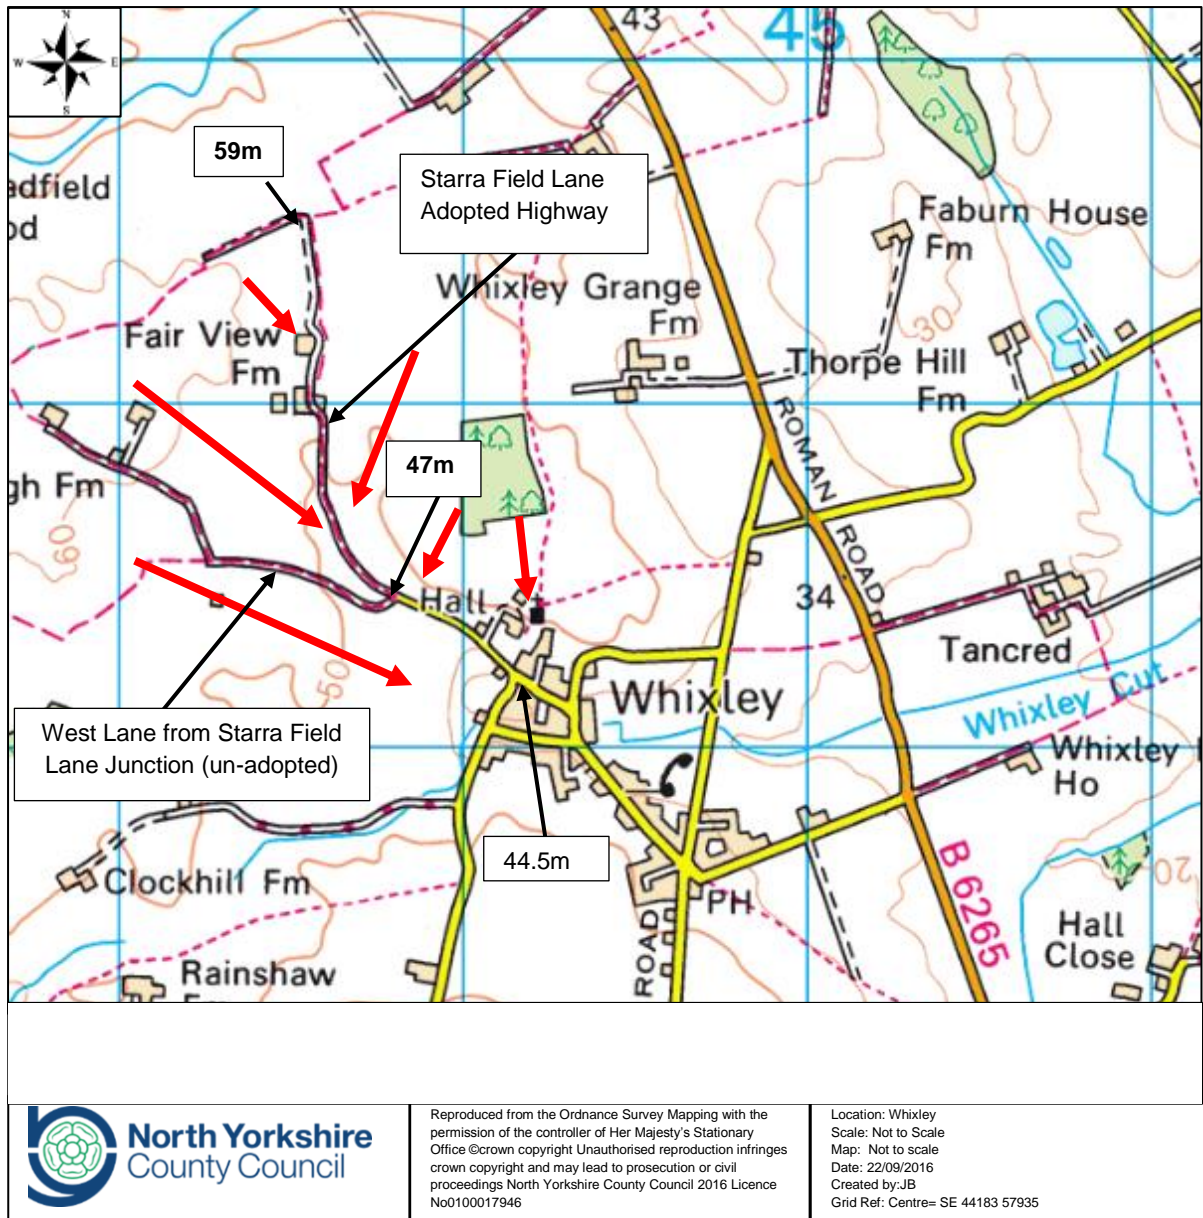 N
W
E
S
43
45
59m
Starra Field Lane
Adopted Highway
adfield
od
Faburn House
Fm
Whixley Grange
Fm
30
Fair View
Fm
Thorpe Hill
Fm
47m
ROMAN ROAD
gh Fm
60
Hall
34
Tancred
50
Whixley
Whixley Cut
West Lane from Starra Field
Lane Junction (un-adopted)
Whixley
Ho
44.5m
Clockhill Fm
PH
B 6265
20
Hall
Close
ROAD
Rainshaw
North Yorkshire
County Council
Reproduced from the Ordnance Survey Mapping with the
permission of the controller of Her Majesty's Stationary
Office ©crown copyright Unauthorised reproduction infringes
crown copyright and may lead to prosecution or civil
proceedings North Yorkshire County Council 2016 Licence
No0100017946
Location: Whixley
Scale: Not to Scale
Map: Not to scale
Date: 22/09/2016
Created by:JB
Grid Ref: Centre= SE 44183 57935